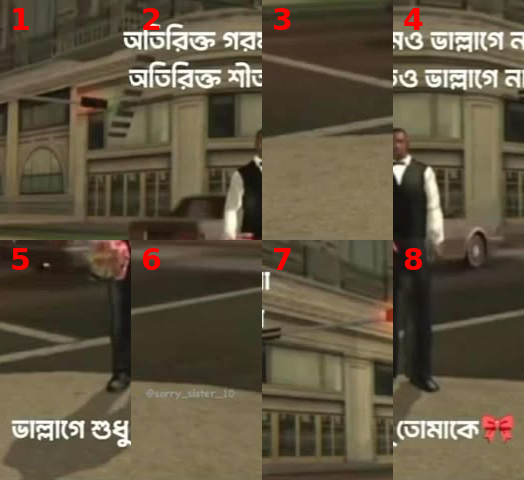 অতিরিক্ত গরমও ভাল্লাগে না
অতিরিক্ত শীতও ভাল্লাগে না
@sorry_sister_10
ভাল্লাগে শুধু তোমাকে🎀